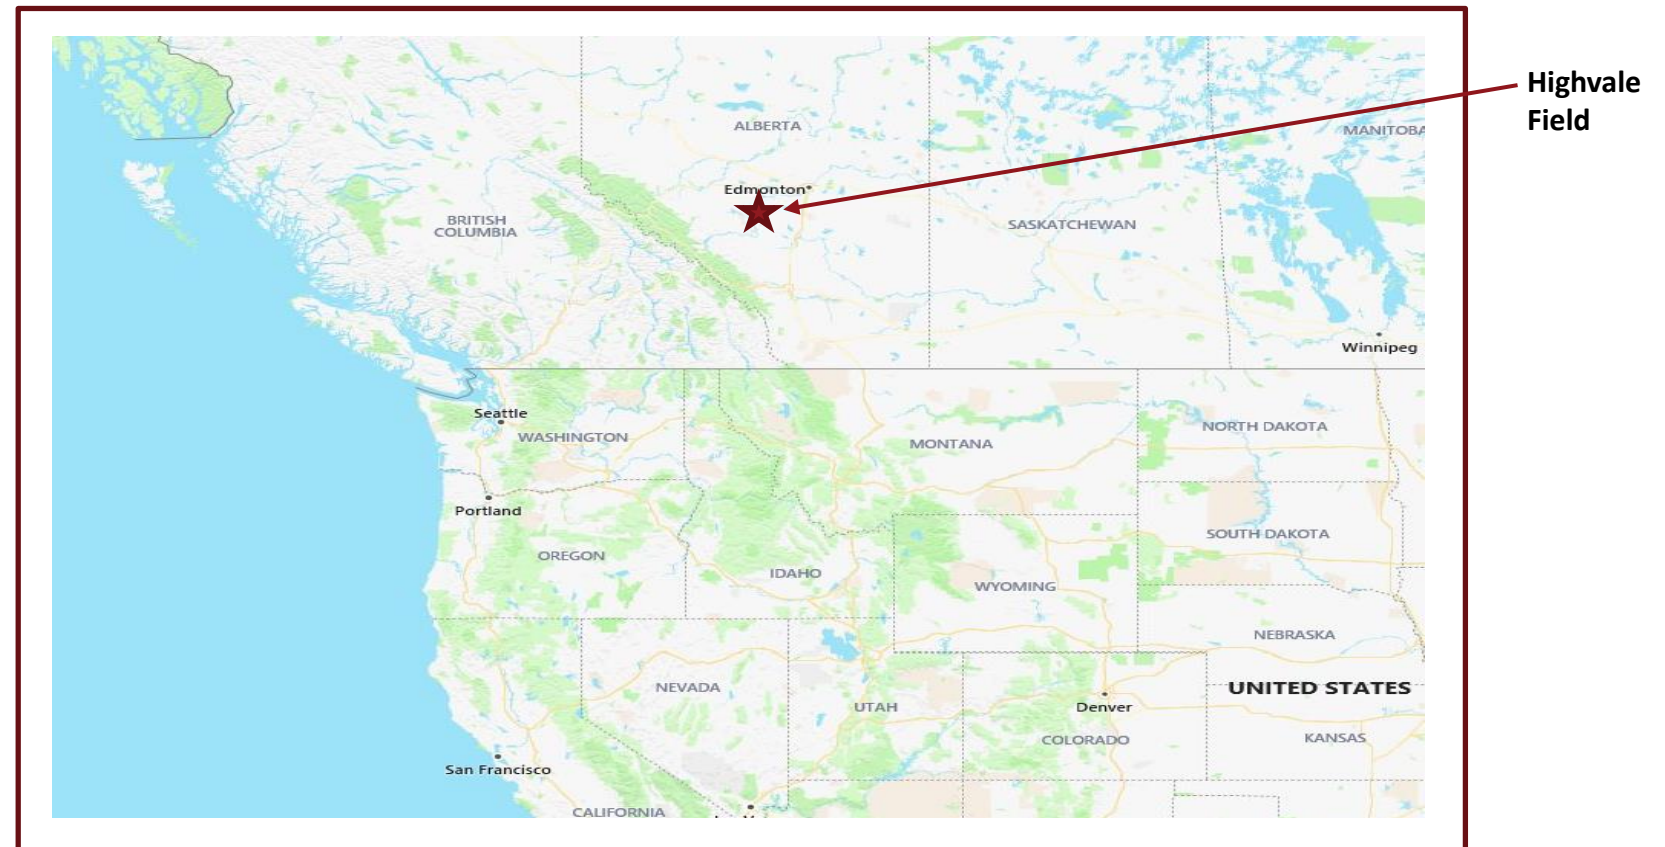 Highvale
Field
ALBERTA
MANITOBA
Edmonton
BRITISH
COLUMBIA
SASKATCHEWAN
Winnipeg
Seattle
WASHINGTON
NORTH DAKOTA
MONTANA
Portland
SOUTH DAKOTA
OREGON
IDAHO
WYOMING
NEBRASKA
NEVADA
UNITED STATES
UTAH
Denver
COLORADO
KANSAS
San Francisco
CALIFORNIA